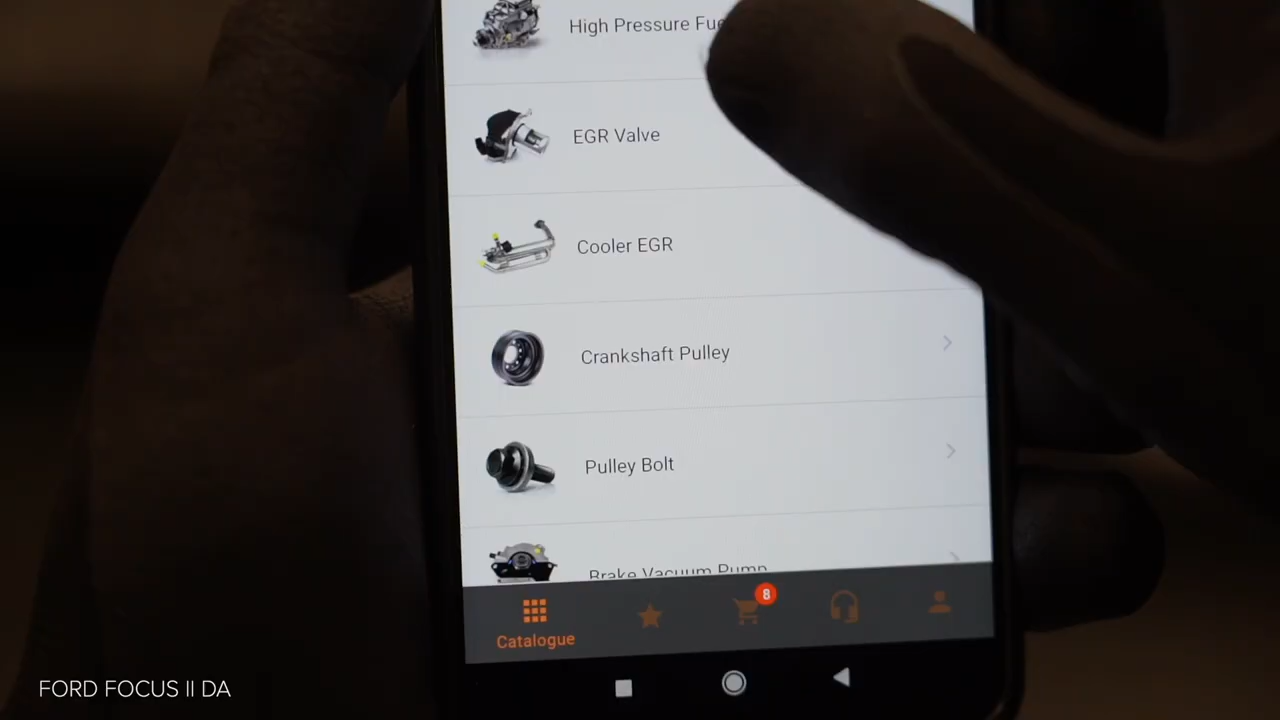 High Pressure
EGR Valve
Cooler EGR
Crankshaft Pulley
Pulley Bolt
Brake Vacuum Pump
8
Catalogue
FORD FOCUS II DA